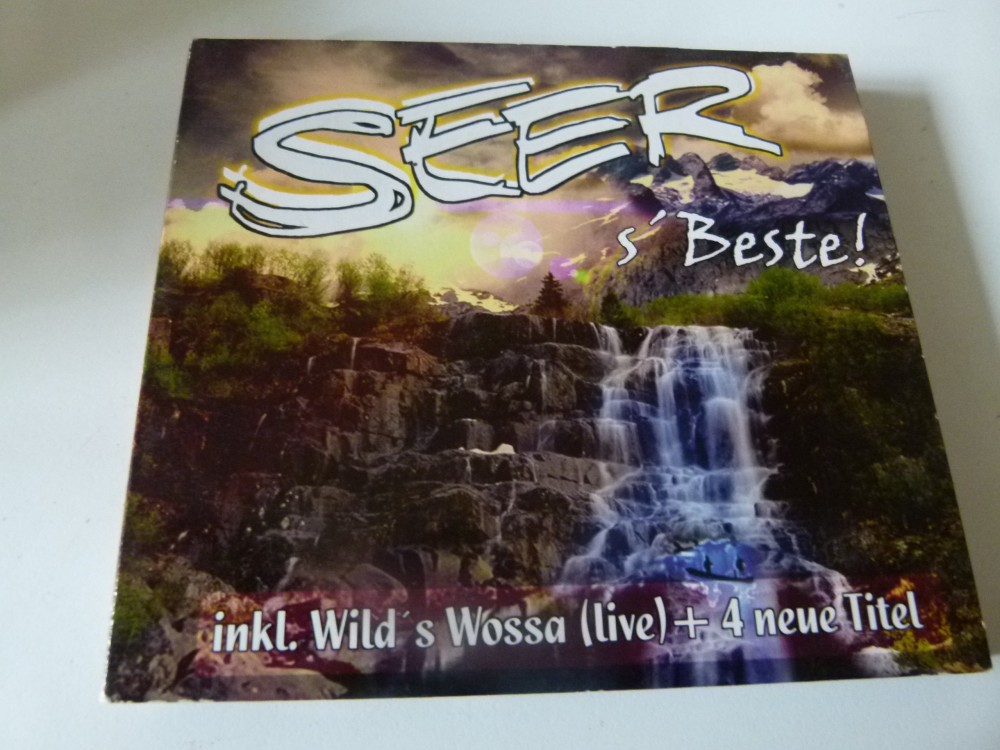 SEER
s´Beste!
inkl. Wild´s Wossa (live) + 4 neue Titel